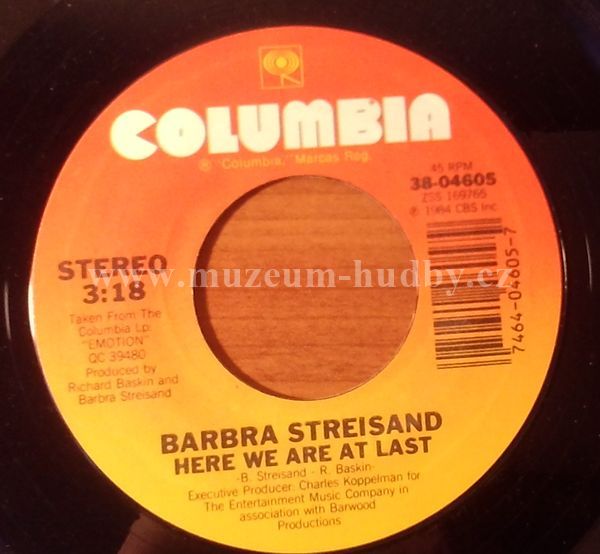 COLUMBIA
® "Columbia," Marcas Reg.
45 RPM
38-04605
ZSS 169765
℗ 1984 CBS Inc.
STEREO
3:18
Taken From The
Columbia Lp:
"EMOTION"
QC 39480
Produced by
Richard Baskin and
Barbra Streisand
7464-04605-7
www.muzeum-hudby.cz
BARBRA STREISAND
HERE WE ARE AT LAST
-B. Streisand - R. Baskin-
Executive Producer: Charles Koppelman for
The Entertainment Music Company in
association with Barwood
Productions